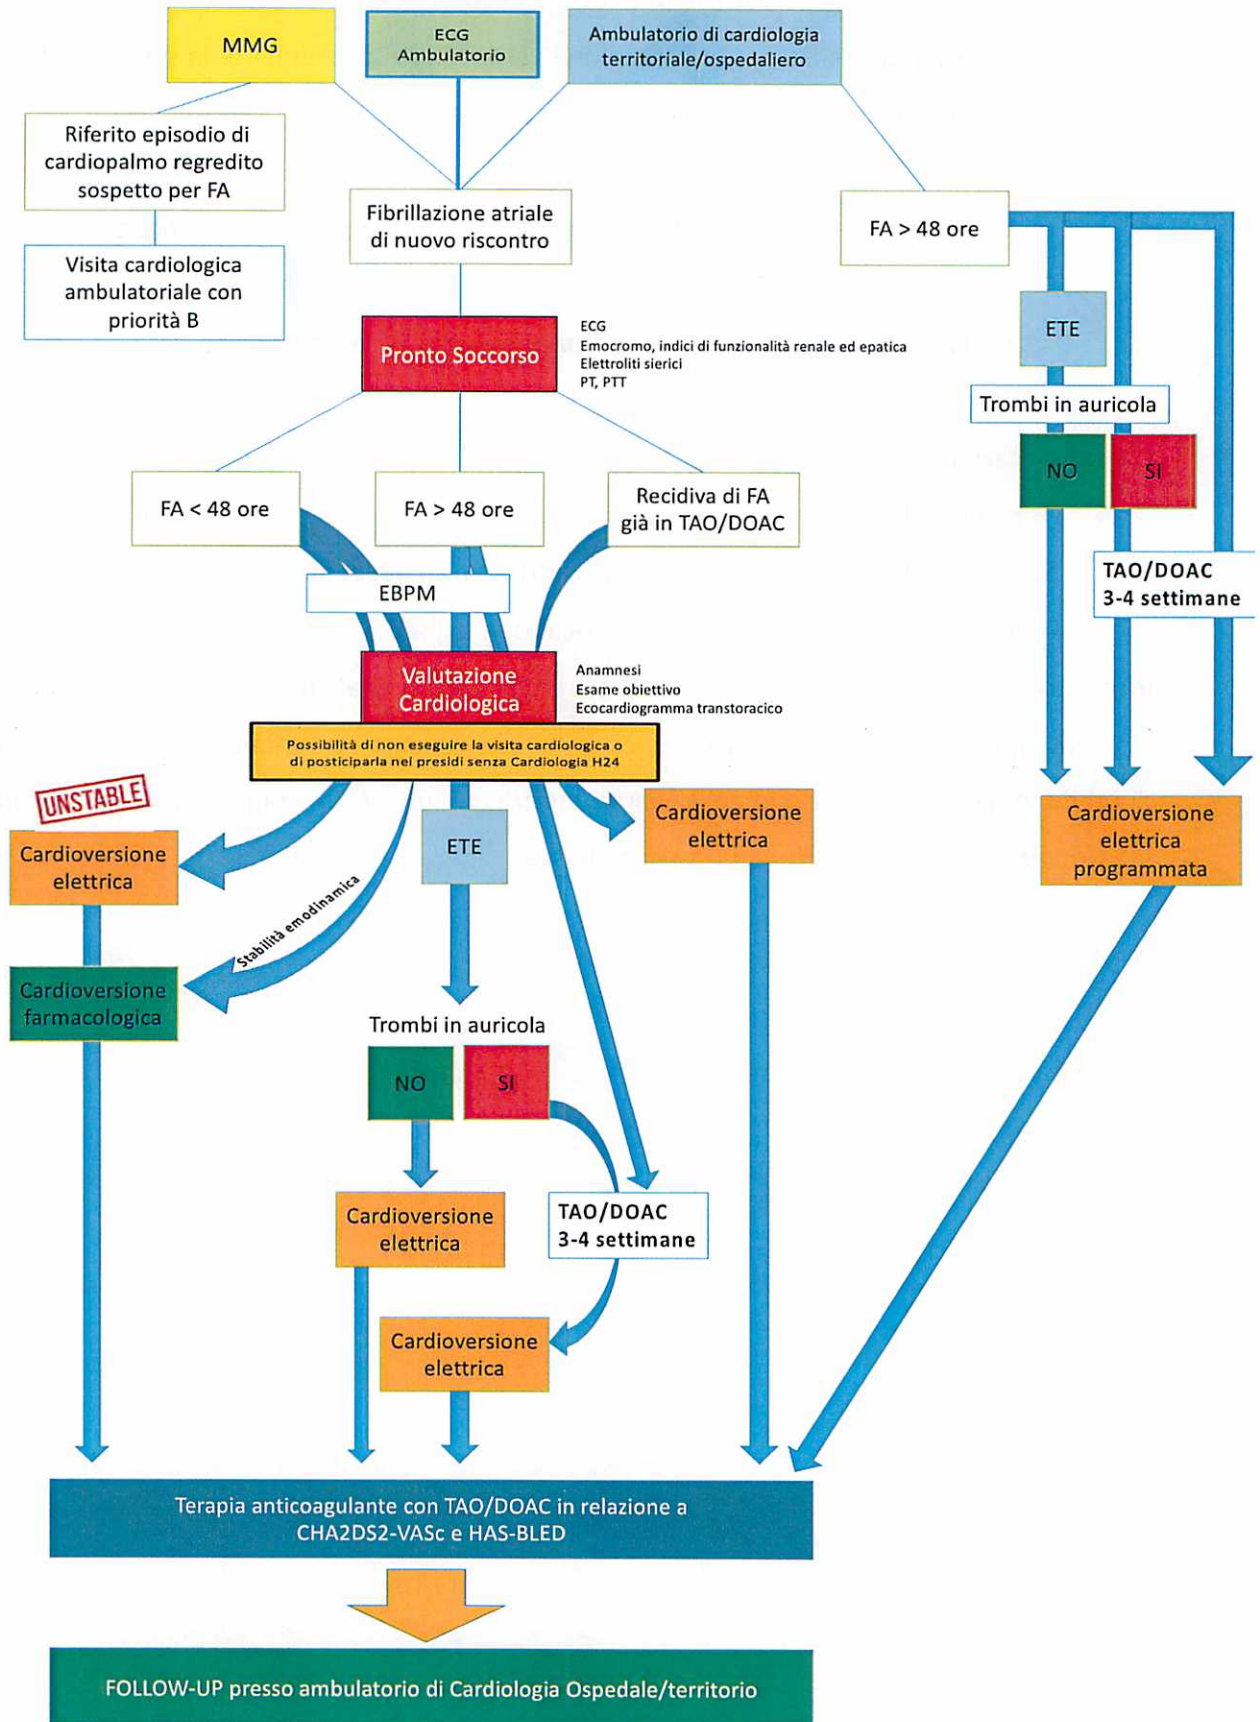 MMG
ECG
Ambulatorio
Ambulatorio di cardiologia
territoriale/ospedaliero
Riferito episodio di
cardiopalmo regredito
sospetto per FA
Fibrillazione atriale
di nuovo riscontro
FA > 48 ore
Visita cardiologica
ambulatoriale con
priorità B
ETE
Pronto Soccorso
ECG
Emocromo, indici di funzionalità renale ed epatica
Elettroliti sierici
PT, PTT
Trombi in auricola
NO
SI
FA < 48 ore
FA > 48 ore
Recidiva di FA
già in TAO/DOAC
TAO/DOAC
3-4 settimane
EBPM
Valutazione
Cardiologica
Anamnesi
Esame obiettivo
Ecocardiogramma transtoracico
Possibilità di non eseguire la visita cardiologica o
di posticiparla nei presidi senza Cardiologia H24
UNSTABLE
Cardioversione
elettrica
ETE
Cardioversione
elettrica
Cardioversione
elettrica
programmata
Stabilità emodinamica
Cardioversione
farmacologica
Trombi in auricola
NO
SI
Cardioversione
elettrica
TAO/DOAC
3-4 settimane
Cardioversione
elettrica
Terapia anticoagulante con TAO/DOAC in relazione a
CHA2DS2-VASc e HAS-BLED
FOLLOW-UP presso ambulatorio di Cardiologia Ospedale/territorio